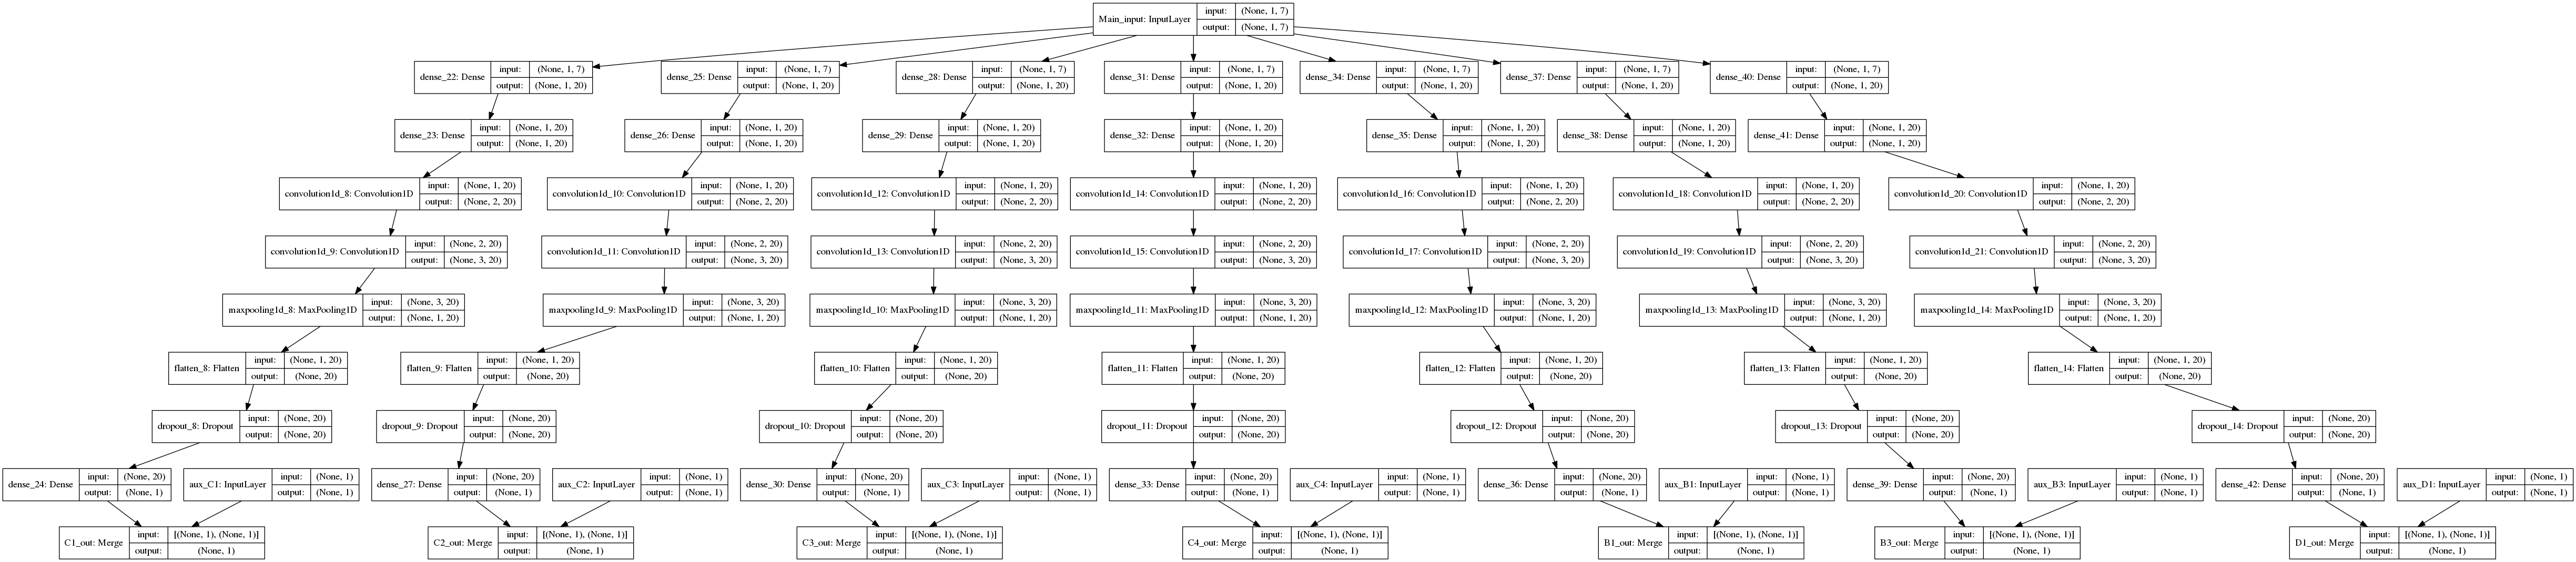 Main_input: InputLayer
input: (None, 1, 7)
output: (None, 1, 7)
dense_22: Dense
input: (None, 1, 7)
output: (None, 1, 20)
dense_25: Dense
input: (None, 1, 7)
output: (None, 1, 20)
dense_28: Dense
input: (None, 1, 7)
output: (None, 1, 20)
dense_31: Dense
input: (None, 1, 7)
output: (None, 1, 20)
dense_34: Dense
input: (None, 1, 7)
output: (None, 1, 20)
dense_37: Dense
input: (None, 1, 7)
output: (None, 1, 20)
dense_40: Dense
input: (None, 1, 7)
output: (None, 1, 20)
dense_23: Dense
input: (None, 1, 20)
output: (None, 1, 20)
dense_26: Dense
input: (None, 1, 20)
output: (None, 1, 20)
dense_29: Dense
input: (None, 1, 20)
output: (None, 1, 20)
dense_32: Dense
input: (None, 1, 20)
output: (None, 1, 20)
dense_35: Dense
input: (None, 1, 20)
output: (None, 1, 20)
dense_38: Dense
input: (None, 1, 20)
output: (None, 1, 20)
dense_41: Dense
input: (None, 1, 20)
output: (None, 1, 20)
convolution1d_8: Convolution1D
input: (None, 1, 20)
output: (None, 2, 20)
convolution1d_10: Convolution1D
input: (None, 1, 20)
output: (None, 2, 20)
convolution1d_12: Convolution1D
input: (None, 1, 20)
output: (None, 2, 20)
convolution1d_14: Convolution1D
input: (None, 1, 20)
output: (None, 2, 20)
convolution1d_16: Convolution1D
input: (None, 1, 20)
output: (None, 2, 20)
convolution1d_18: Convolution1D
input: (None, 1, 20)
output: (None, 2, 20)
convolution1d_20: Convolution1D
input: (None, 1, 20)
output: (None, 2, 20)
convolution1d_9: Convolution1D
input: (None, 2, 20)
output: (None, 3, 20)
convolution1d_11: Convolution1D
input: (None, 2, 20)
output: (None, 3, 20)
convolution1d_13: Convolution1D
input: (None, 2, 20)
output: (None, 3, 20)
convolution1d_15: Convolution1D
input: (None, 2, 20)
output: (None, 3, 20)
convolution1d_17: Convolution1D
input: (None, 2, 20)
output: (None, 3, 20)
convolution1d_19: Convolution1D
input: (None, 2, 20)
output: (None, 3, 20)
convolution1d_21: Convolution1D
input: (None, 2, 20)
output: (None, 3, 20)
maxpooling1d_8: MaxPooling1D
input: (None, 3, 20)
output: (None, 1, 20)
maxpooling1d_9: MaxPooling1D
input: (None, 3, 20)
output: (None, 1, 20)
maxpooling1d_10: MaxPooling1D
input: (None, 3, 20)
output: (None, 1, 20)
maxpooling1d_11: MaxPooling1D
input: (None, 3, 20)
output: (None, 1, 20)
maxpooling1d_12: MaxPooling1D
input: (None, 3, 20)
output: (None, 1, 20)
maxpooling1d_13: MaxPooling1D
input: (None, 3, 20)
output: (None, 1, 20)
maxpooling1d_14: MaxPooling1D
input: (None, 3, 20)
output: (None, 1, 20)
flatten_8: Flatten
input: (None, 1, 20)
output: (None, 20)
flatten_9: Flatten
input: (None, 1, 20)
output: (None, 20)
flatten_10: Flatten
input: (None, 1, 20)
output: (None, 20)
flatten_11: Flatten
input: (None, 1, 20)
output: (None, 20)
flatten_12: Flatten
input: (None, 1, 20)
output: (None, 20)
flatten_13: Flatten
input: (None, 1, 20)
output: (None, 20)
flatten_14: Flatten
input: (None, 1, 20)
output: (None, 20)
dropout_8: Dropout
input: (None, 20)
output: (None, 20)
dropout_9: Dropout
input: (None, 20)
output: (None, 20)
dropout_10: Dropout
input: (None, 20)
output: (None, 20)
dropout_11: Dropout
input: (None, 20)
output: (None, 20)
dropout_12: Dropout
input: (None, 20)
output: (None, 20)
dropout_13: Dropout
input: (None, 20)
output: (None, 20)
dropout_14: Dropout
input: (None, 20)
output: (None, 20)
dense_24: Dense
input: (None, 20)
output: (None, 1)
aux_C1: InputLayer
input: (None, 1)
output: (None, 1)
dense_27: Dense
input: (None, 20)
output: (None, 1)
aux_C2: InputLayer
input: (None, 1)
output: (None, 1)
dense_30: Dense
input: (None, 20)
output: (None, 1)
aux_C3: InputLayer
input: (None, 1)
output: (None, 1)
dense_33: Dense
input: (None, 20)
output: (None, 1)
aux_C4: InputLayer
input: (None, 1)
output: (None, 1)
dense_36: Dense
input: (None, 20)
output: (None, 1)
aux_B1: InputLayer
input: (None, 1)
output: (None, 1)
dense_39: Dense
input: (None, 20)
output: (None, 1)
aux_B3: InputLayer
input: (None, 1)
output: (None, 1)
dense_42: Dense
input: (None, 20)
output: (None, 1)
aux_D1: InputLayer
input: (None, 1)
output: (None, 1)
C1_out: Merge
input: [(None, 1), (None, 1)]
output: (None, 1)
C2_out: Merge
input: [(None, 1), (None, 1)]
output: (None, 1)
C3_out: Merge
input: [(None, 1), (None, 1)]
output: (None, 1)
C4_out: Merge
input: [(None, 1), (None, 1)]
output: (None, 1)
B1_out: Merge
input: [(None, 1), (None, 1)]
output: (None, 1)
B3_out: Merge
input: [(None, 1), (None, 1)]
output: (None, 1)
D1_out: Merge
input: [(None, 1), (None, 1)]
output: (None, 1)